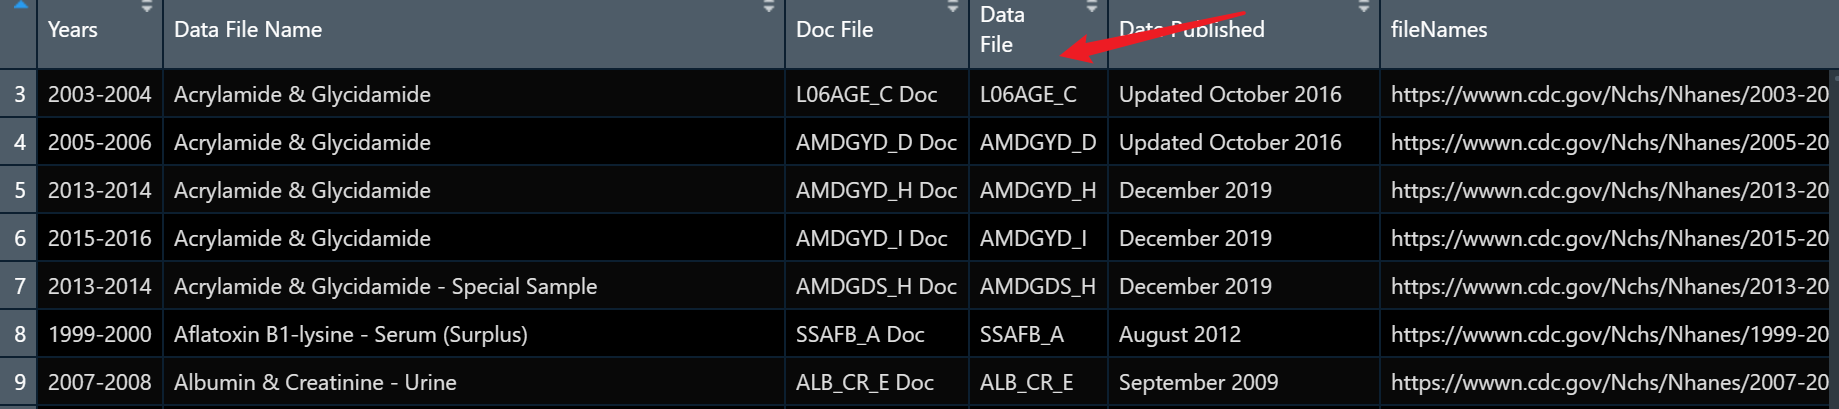 Years Data File Name Doc File Data File Date Published fileNames
3 2003-2004 Acrylamide & Glycidamide L06AGE_C Doc L06AGE_C Updated October 2016 https://wwwn.cdc.gov/Nchs/Nhanes/2003-20
4 2005-2006 Acrylamide & Glycidamide AMDGYD_D Doc AMDGYD_D Updated October 2016 https://wwwn.cdc.gov/Nchs/Nhanes/2005-20
5 2013-2014 Acrylamide & Glycidamide AMDGYD_H Doc AMDGYD_H December 2019 https://wwwn.cdc.gov/Nchs/Nhanes/2013-20
6 2015-2016 Acrylamide & Glycidamide AMDGYD_I Doc AMDGYD_I December 2019 https://wwwn.cdc.gov/Nchs/Nhanes/2015-20
7 2013-2014 Acrylamide & Glycidamide - Special Sample AMDGDS_H Doc AMDGDS_H December 2019 https://wwwn.cdc.gov/Nchs/Nhanes/2013-20
8 1999-2000 Aflatoxin B1-lysine - Serum (Surplus) SSAFB_A Doc SSAFB_A August 2012 https://wwwn.cdc.gov/Nchs/Nhanes/1999-20
9 2007-2008 Albumin & Creatinine - Urine ALB_CR_E Doc ALB_CR_E September 2009 https://wwwn.cdc.gov/Nchs/Nhanes/2007-20